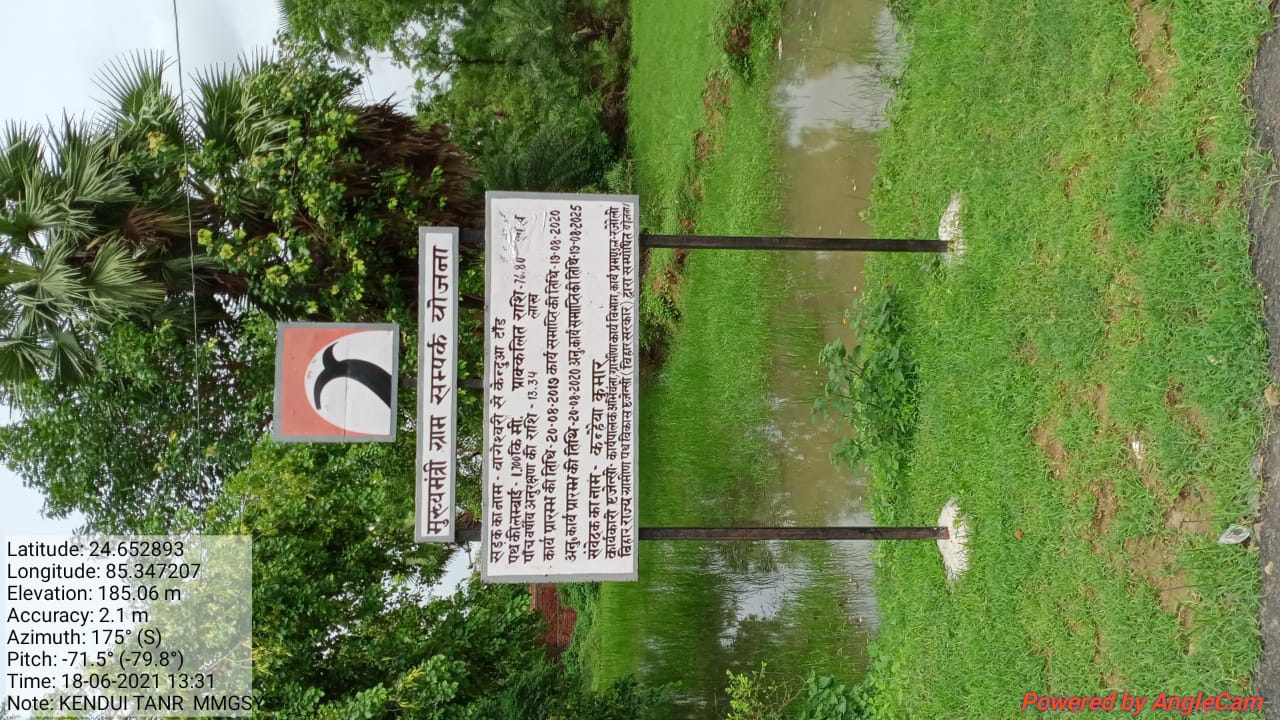 मुख्यमंत्री ग्राम सम्पर्क योजना
सड़क का नाम - वागेश्वरी से केन्दुआ टाँड़
पथ की लम्बाई - 1.100 कि.मी. प्राक्कलित राशि - 76.80
पाँच वर्षीय अनुरक्षण की राशि - 13.34 लाख
कार्य प्रारम्भ की तिथि - 20-08-2019 कार्य समाप्ति की तिथि - 19-08-2020
अनु. कार्य प्रारम्भ की तिथि - 20-08-2020 अनु. कार्य समाप्ति की तिथि - 19-08-2025
संवेदक का नाम - कन्हैया कुमार
कार्यकारी एजेन्सी - कार्यपालक अभियंता ग्रामीण कार्य विभाग, कार्य प्रमण्डल-रजौली
बिहार राज्य ग्रामीण पथ विकास एजेन्सी ( बिहार सरकार ) द्वारा सम्पोषित योजना
Latitude: 24.652893
Longitude: 85.347207
Elevation: 185.06 m
Accuracy: 2.1 m
Azimuth: 175° (S)
Pitch: -71.5° (-79.8°)
Time: 18-06-2021 13:31
Note: KENDUI TANR MMGSY
Powered by AngleCam